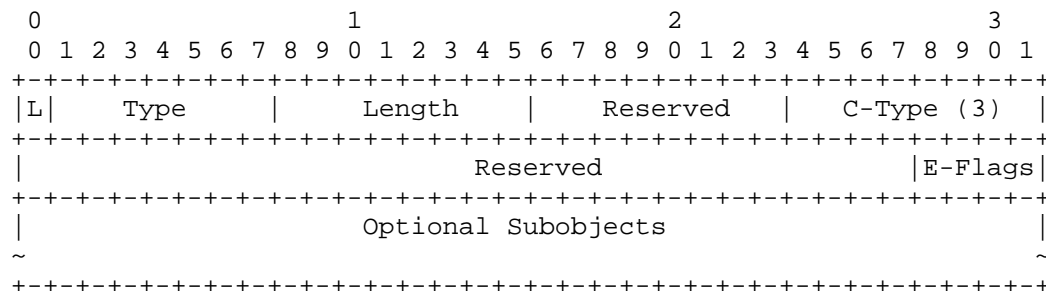 0                   1                   2                   3
 0 1 2 3 4 5 6 7 8 9 0 1 2 3 4 5 6 7 8 9 0 1 2 3 4 5 6 7 8 9 0 1
+-+-+-+-+-+-+-+-+-+-+-+-+-+-+-+-+-+-+-+-+-+-+-+-+-+-+-+-+-+-+-+-+
|L|    Type     |     Length    |    Reserved   |   C-Type (3)  |
+-+-+-+-+-+-+-+-+-+-+-+-+-+-+-+-+-+-+-+-+-+-+-+-+-+-+-+-+-+-+-+-+
|                            Reserved                   |E-Flags|
+-+-+-+-+-+-+-+-+-+-+-+-+-+-+-+-+-+-+-+-+-+-+-+-+-+-+-+-+-+-+-+-+
|                     Optional Subobjects                       |
~                                                               ~
+-+-+-+-+-+-+-+-+-+-+-+-+-+-+-+-+-+-+-+-+-+-+-+-+-+-+-+-+-+-+-+-+